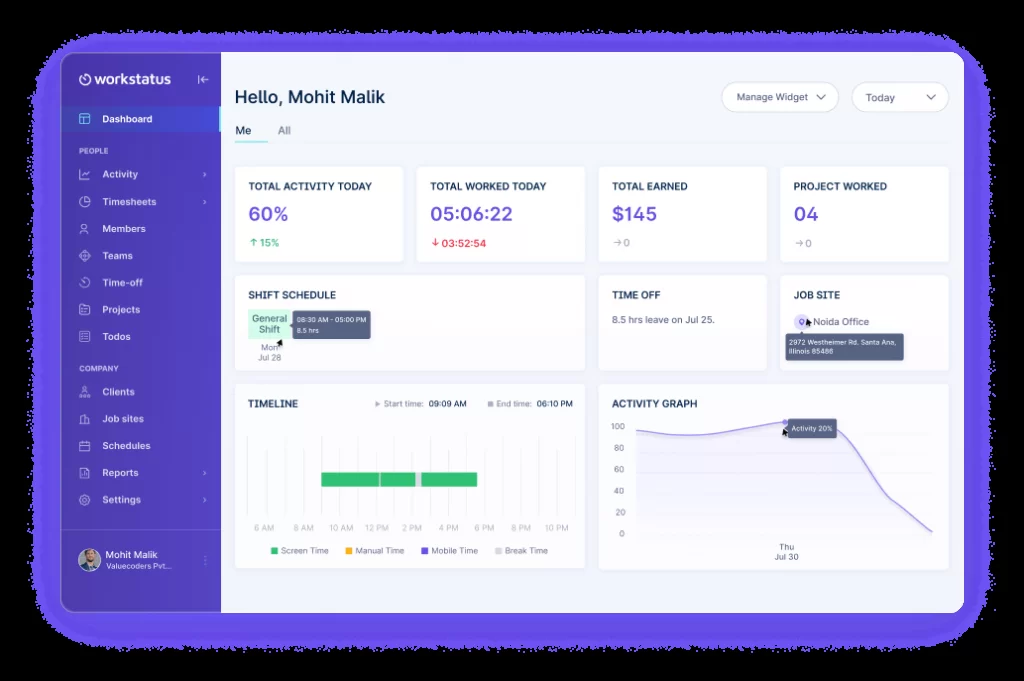 workstatus
Dashboard
PEOPLE
Activity
Timesheets
Members
Teams
Time-off
Projects
Todos
COMPANY
Clients
Job sites
Schedules
Reports
Settings
Mohit Malik
Valuecoders Pvt...
Hello, Mohit Malik
Manage Widget
Today
Me
All
TOTAL ACTIVITY TODAY
60%
↑ 15%
TOTAL WORKED TODAY
05:06:22
↓ 03:52:54
TOTAL EARNED
$145
→ 0
PROJECT WORKED
04
→ 0
SHIFT SCHEDULE
General
Shift
08:30 AM - 05:00 PM
8.5 hrs
Mon
Jul 28
TIME OFF
8.5 hrs leave on Jul 25.
JOB SITE
Noida Office
2972 Westheimer Rd. Santa Ana,
Illinois 85486
TIMELINE
Start time: 09:09 AM
End time: 06:10 PM
6 AM 8 AM 10 AM 12 PM 2 PM 4 PM 6 PM 8 PM 10 PM
Screen Time Manual Time Mobile Time Break Time
ACTIVITY GRAPH
100
80
60
40
20
0
Activity 20%
Thu
Jul 30